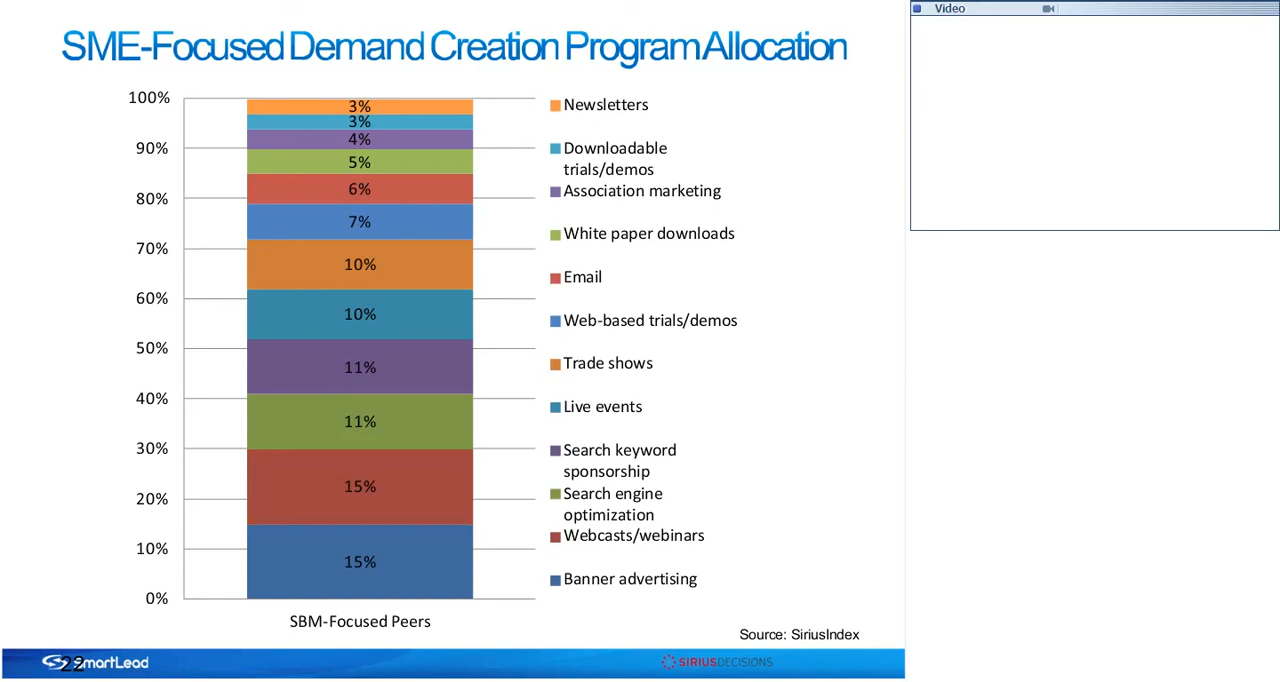 Video
SME-Focused Demand Creation Program Allocation
100%
90%
80%
70%
60%
50%
40%
30%
20%
10%
0%
3%
3%
4%
5%
6%
7%
10%
10%
11%
11%
15%
15%
SBM-Focused Peers
Newsletters
Downloadable
trials/demos
Association marketing
White paper downloads
Email
Web-based trials/demos
Trade shows
Live events
Search keyword
sponsorship
Search engine
optimization
Webcasts/webinars
Banner advertising
Source: SiriusIndex
22
SmartLead
SIRIUSDECISIONS